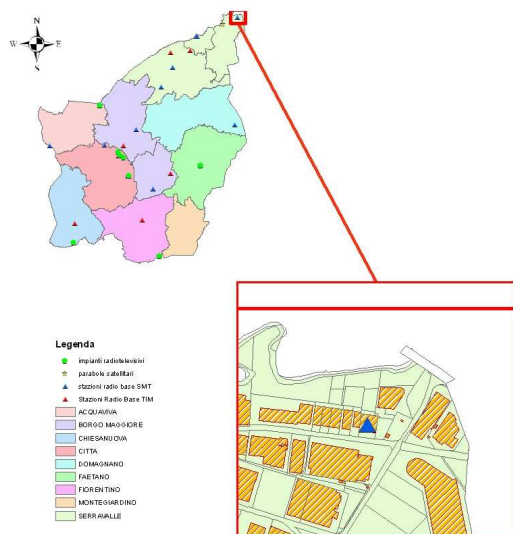 N
W E
S
Legenda
impianti radiotelevisivi
parabole satellitari
stazioni radio base SMT
Stazioni Radio Base TIM
ACQUAVIVA
BORGO MAGGIORE
CHIESANUOVA
CITTA
DOMAGNANO
FAETANO
FIORENTINO
MONTEGIARDINO
SERRAVALLE